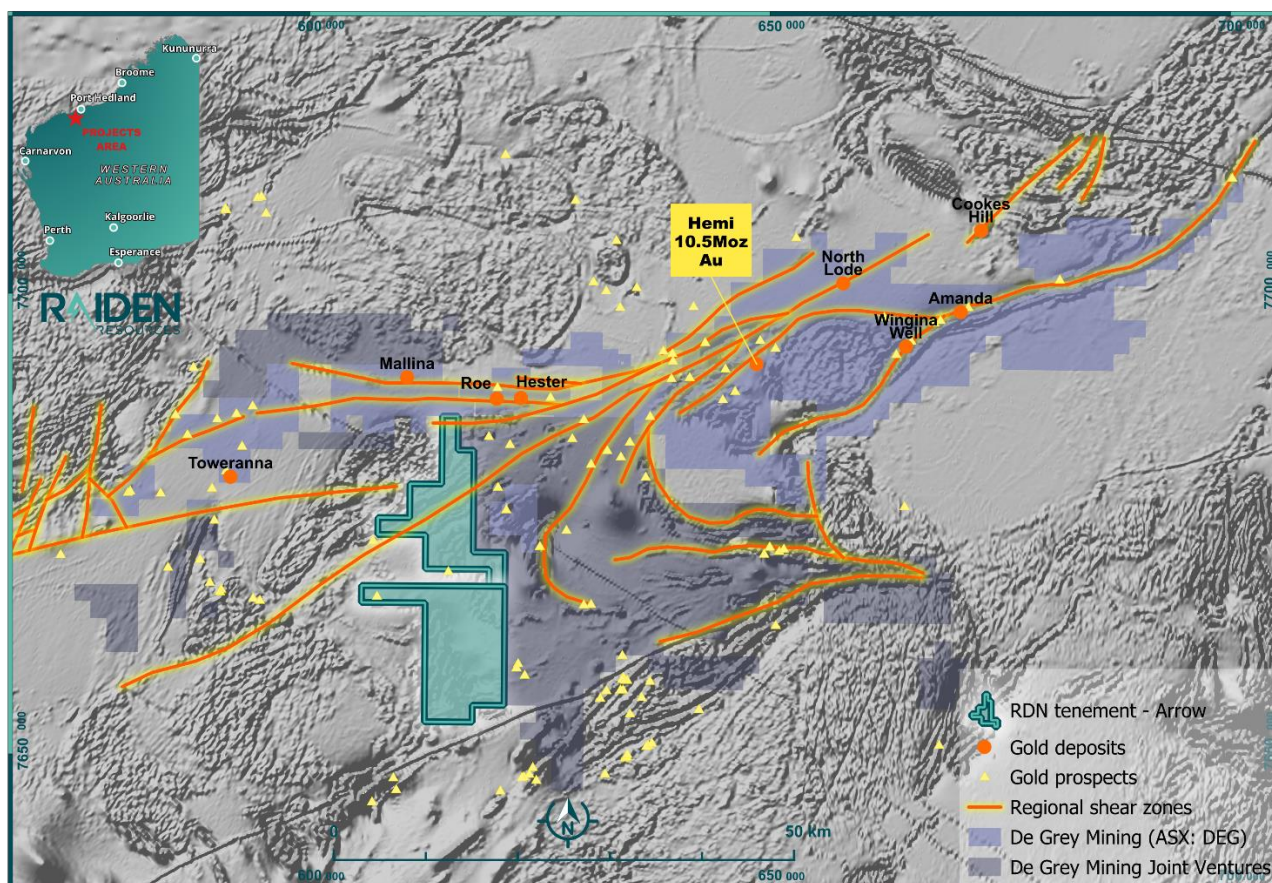 600 000
650 000
700 000
Kununurra
Broome
Port Hedland
PROJECTS
AREA
Carnarvon
WESTERN
AUSTRALIA
Kalgoorlie
Perth
Esperance
RAIDEN
RESOURCES
7700 000
7700 000
Hemi
10.5Moz
Au
Cookes
Hill
North
Lode
Amanda
Wingina
Well
Mallina
Roe
Hester
Toweranna
7650 000
RDN tenement - Arrow
Gold deposits
Gold prospects
Regional shear zones
De Grey Mining (ASX: DEG)
De Grey Mining Joint Ventures
N
0
50 km
600 000
650 000